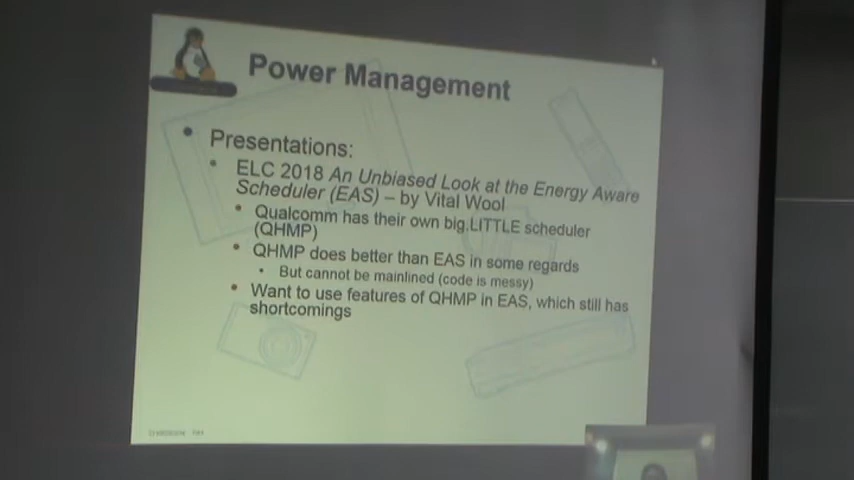 Power Management
Presentations:
ELC 2018 An Unbiased Look at the Energy Aware
Scheduler (EAS) – by Vital Wool
Qualcomm has their own big.LITTLE scheduler
(QHMP)
QHMP does better than EAS in some regards
But cannot be mainlined (code is messy)
Want to use features of QHMP in EAS, which still has
shortcomings